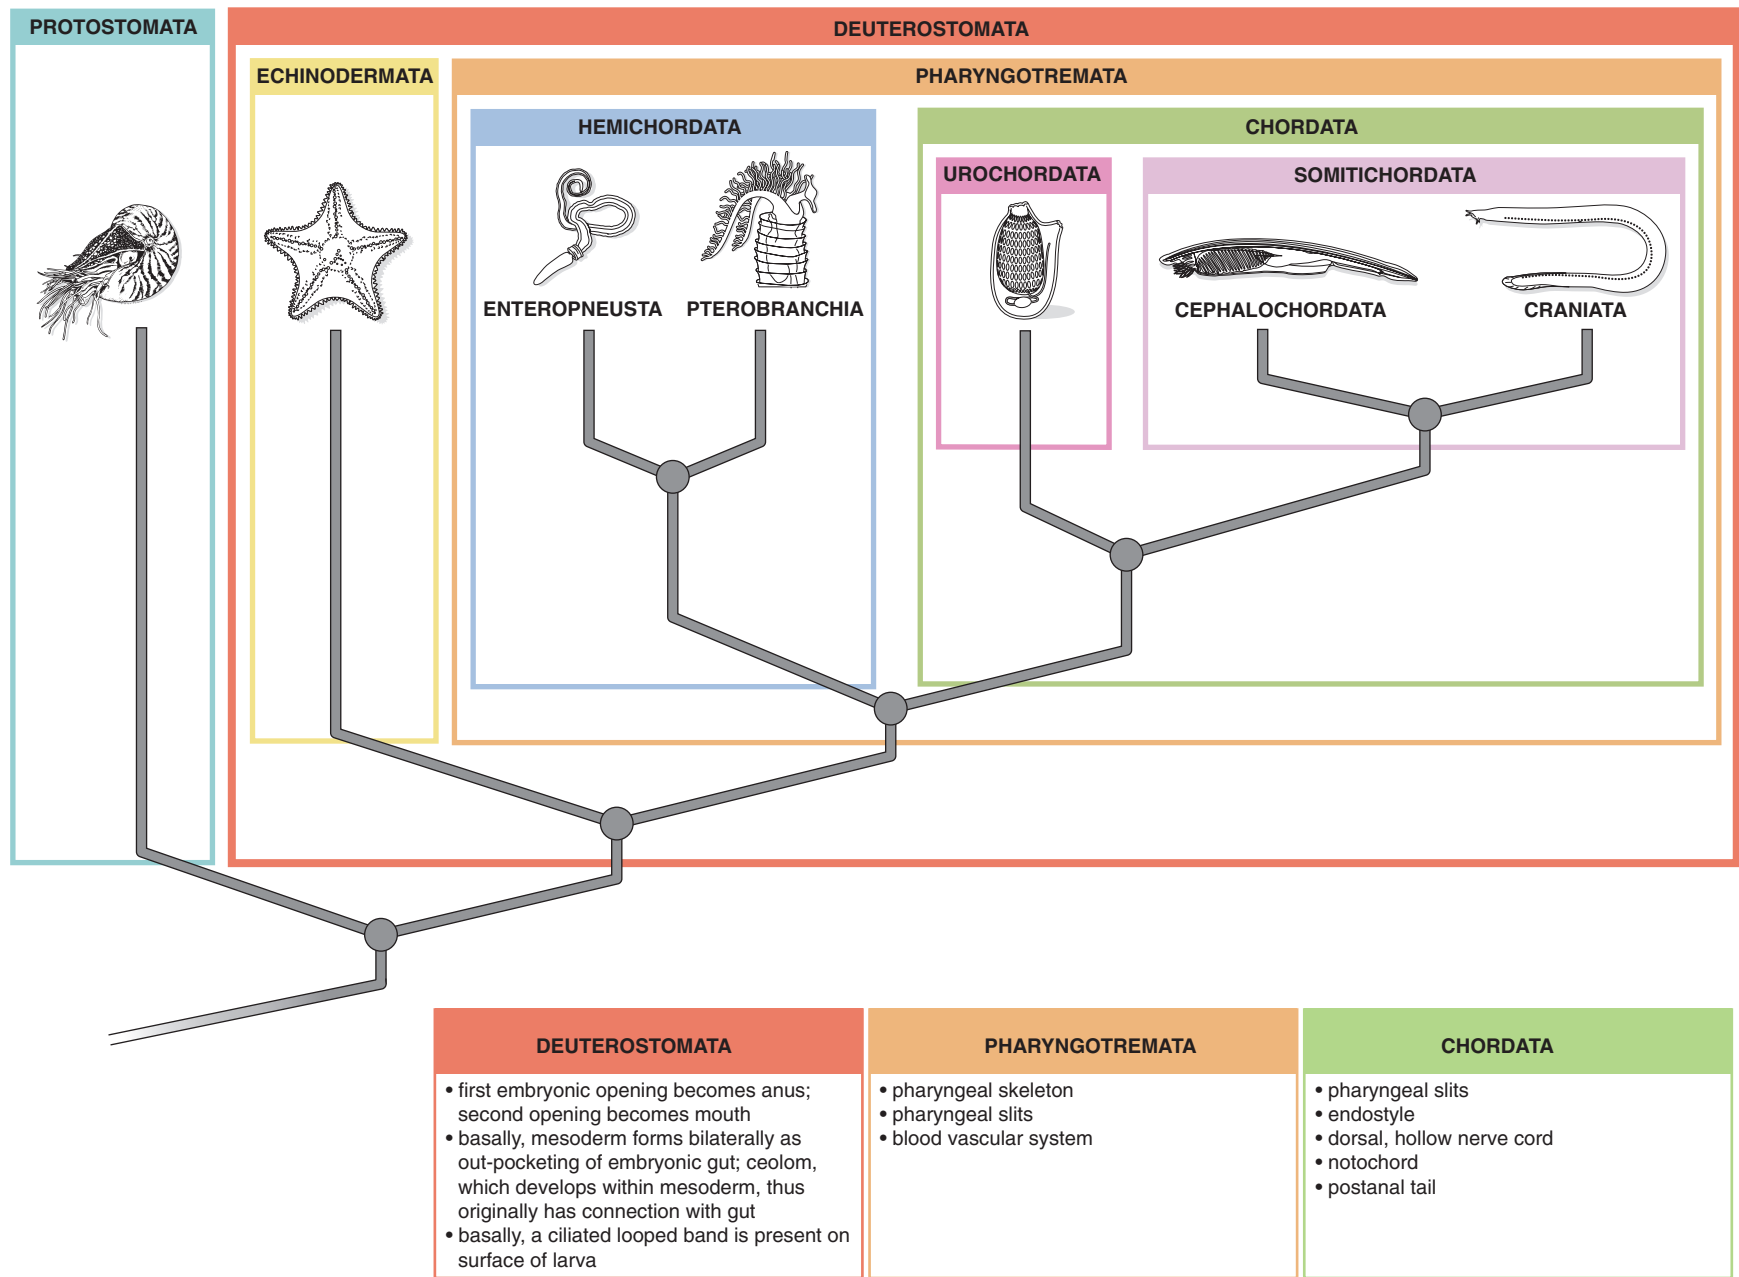 PROTOSTOMATA
DEUTEROSTOMATA
ECHINODERMATA
PHARYNGOTREMATA
HEMICHORDATA
CHORDATA
UROCHORDATA
SOMITICHORDATA
ENTEROPNEUSTA
PTEROBRANCHIA
CEPHALOCHORDATA
CRANIATA
DEUTEROSTOMATA
• first embryonic opening becomes anus;
second opening becomes mouth
• basally, mesoderm forms bilaterally as
out-pocketing of embryonic gut; ceolom,
which develops within mesoderm, thus
originally has connection with gut
• basally, a ciliated looped band is present on
surface of larva
PHARYNGOTREMATA
• pharyngeal skeleton
• pharyngeal slits
• blood vascular system
CHORDATA
• pharyngeal slits
• endostyle
• dorsal, hollow nerve cord
• notochord
• postanal tail